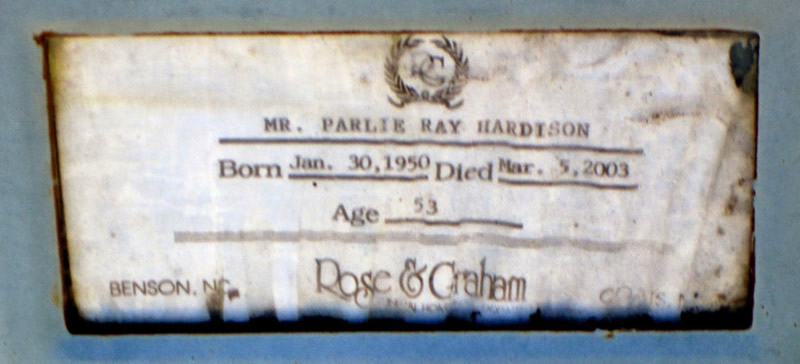 MR. PARLIE RAY HARDISON
Born Jan. 30,1950 Died Mar. 5,2003
Age 53
Rose & Graham
BENSON, NC